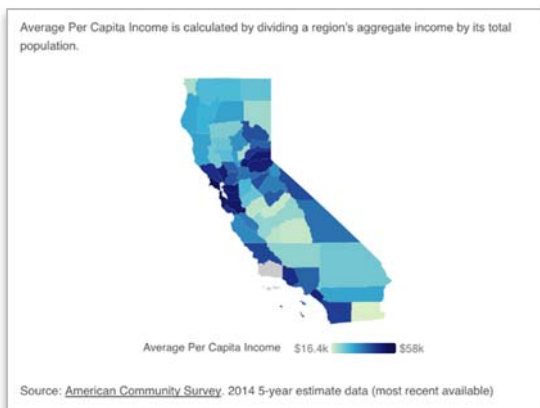 Average Per Capita Income is calculated by dividing a region's aggregate income by its total
population.
Average Per Capita Income $16.4k $58k
Source: American Community Survey. 2014 5-year estimate data (most recent available)